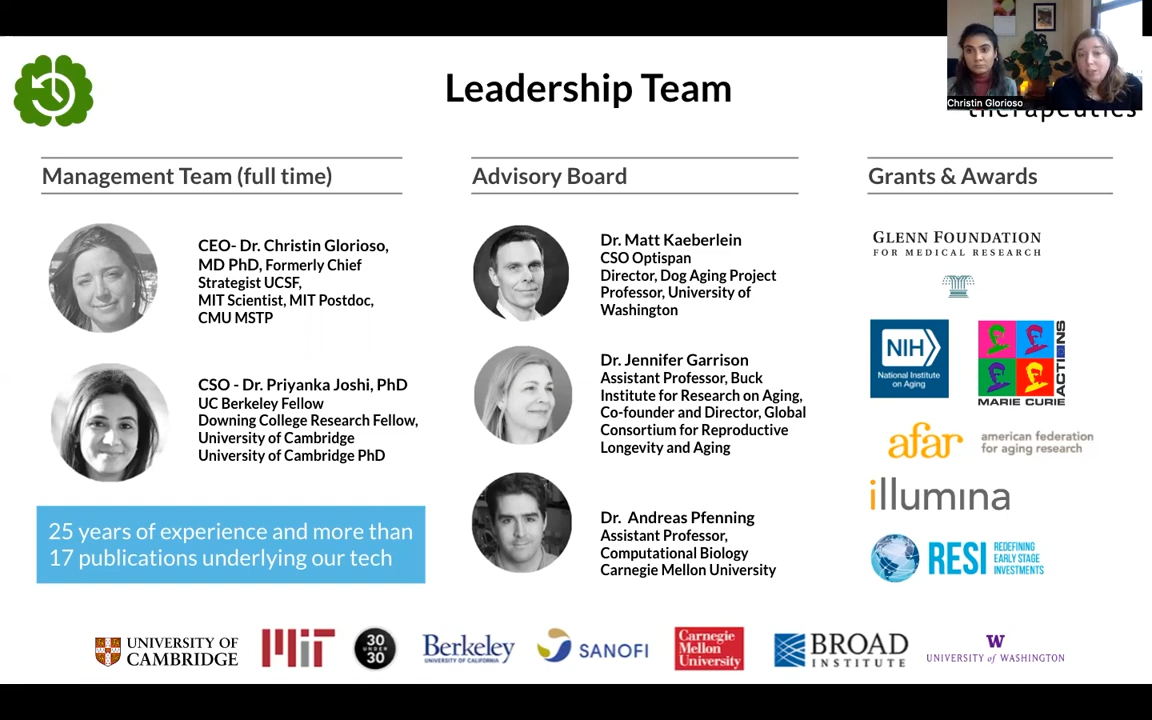 Leadership Team
Christin Glorioso
therapeutics
Management Team (full time)
CEO- Dr. Christin Glorioso,
MD PhD, Formerly Chief
Strategist UCSF,
MIT Scientist, MIT Postdoc,
CMU MSTP
CSO - Dr. Priyanka Joshi, PhD
UC Berkeley Fellow
Downing College Research Fellow,
University of Cambridge
University of Cambridge PhD
25 years of experience and more than
17 publications underlying our tech
Advisory Board
Dr. Matt Kaeberlein
CSO Optispan
Director, Dog Aging Project
Professor, University of
Washington
Dr. Jennifer Garrison
Assistant Professor, Buck
Institute for Research on Aging,
Co-founder and Director, Global
Consortium for Reproductive
Longevity and Aging
Dr. Andreas Pfenning
Assistant Professor,
Computational Biology
Carnegie Mellon University
Grants & Awards
GLENN FOUNDATION
FOR MEDICAL RESEARCH
NIH
National Institute
on Aging
MARIE CURIE
ACTIONS
afar
american federation
for aging research
illumina
RESI
REDEFINING
EARLY STAGE
INVESTMENTS
UNIVERSITY OF
CAMBRIDGE
MIT
30
UNDER
30
Berkeley
UNIVERSITY OF CALIFORNIA
SANOFI
Carnegie
Mellon
University
BROAD
INSTITUTE
W
UNIVERSITY of WASHINGTON